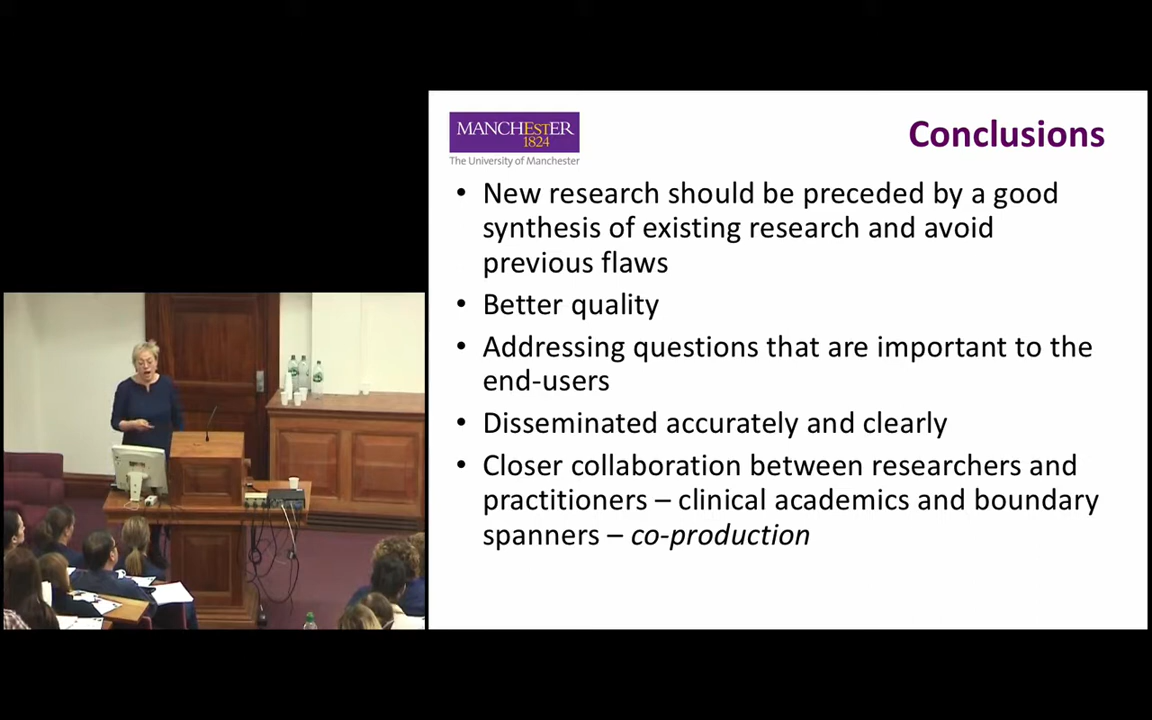 MANCHESTER
1824
The University of Manchester
Conclusions
• New research should be preceded by a good
synthesis of existing research and avoid
previous flaws
• Better quality
• Addressing questions that are important to the
end-users
• Disseminated accurately and clearly
• Closer collaboration between researchers and
practitioners – clinical academics and boundary
spanners – co-production